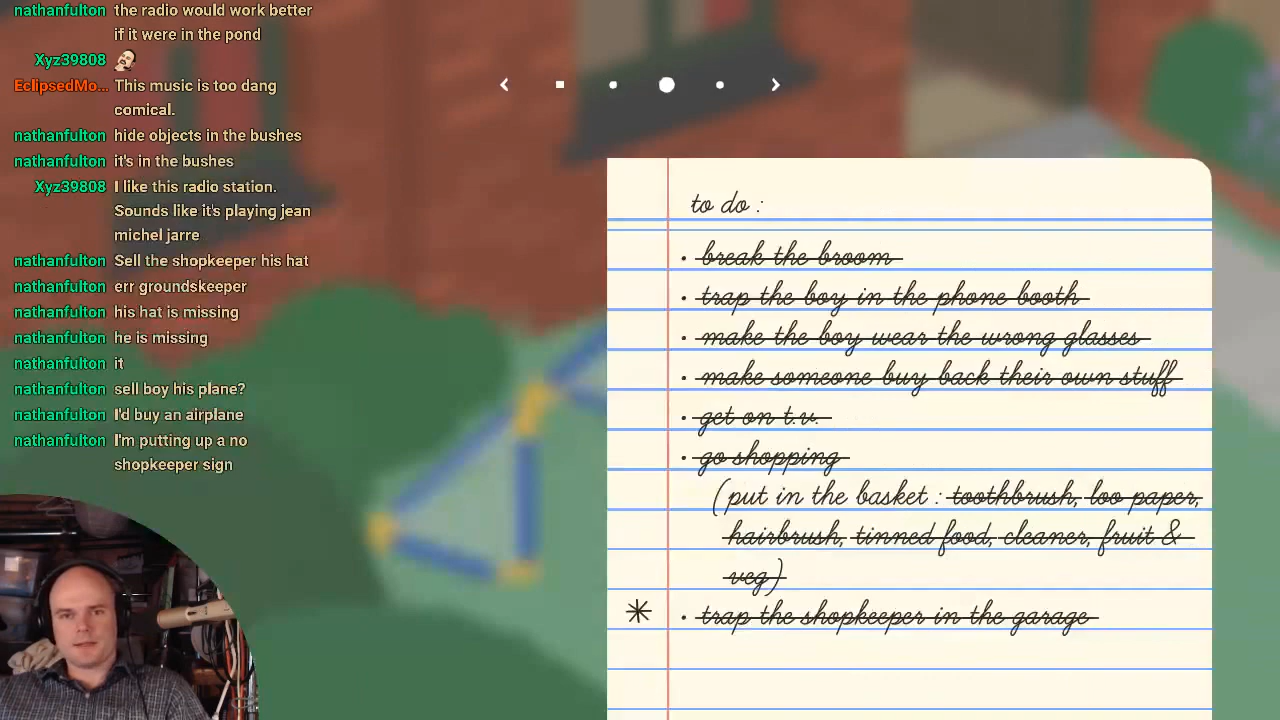 nathanfulton the radio would work better
if it were in the pond
Xyz39808
EclipsedMo... This music is too dang
comical.
nathanfulton hide objects in the bushes
nathanfulton it's in the bushes
Xyz39808 I like this radio station.
Sounds like it's playing jean
michel jarre
nathanfulton Sell the shopkeeper his hat
nathanfulton err groundskeeper
nathanfulton his hat is missing
nathanfulton he is missing
nathanfulton it
nathanfulton sell boy his plane?
nathanfulton I'd buy an airplane
nathanfulton I'm putting up a no
shopkeeper sign
to do :
• break the broom
• trap the boy in the phone booth
• make the boy wear the wrong glasses
• make someone buy back their own stuff
• get on t.v.
• go shopping
(put in the basket : toothbrush, loo paper,
hairbrush, tinned food, cleaner, fruit &
veg)
• trap the shopkeeper in the garage